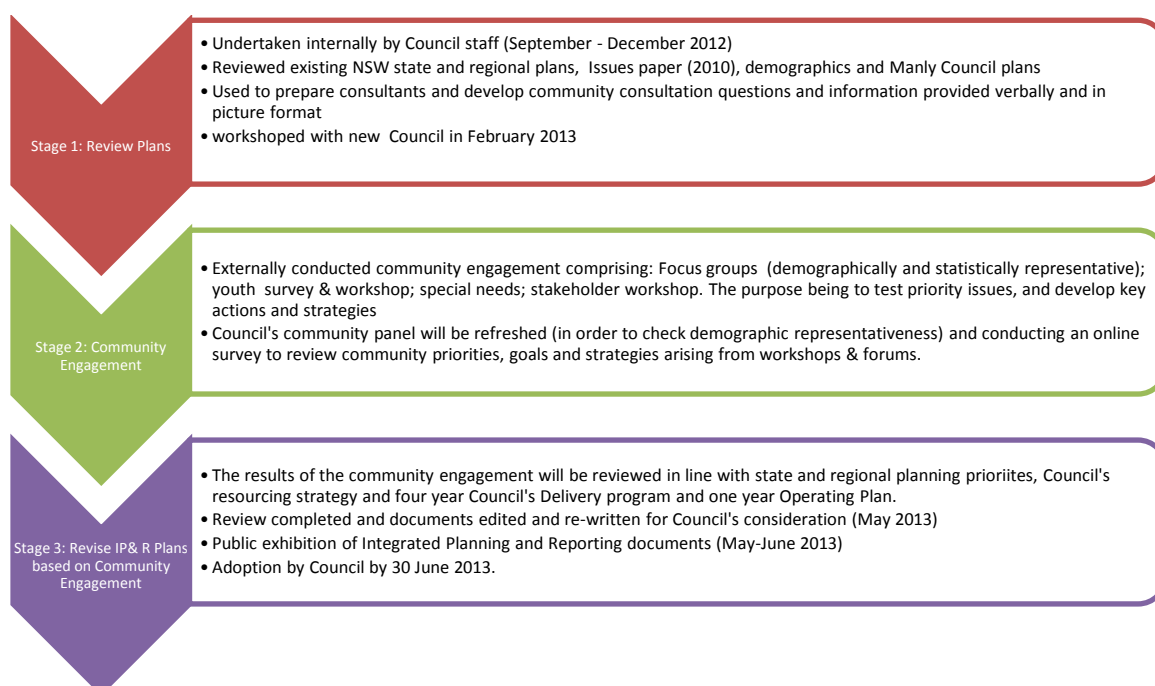 Stage 1: Review Plans
• Undertaken internally by Council staff (September - December 2012)
• Reviewed existing NSW state and regional plans,  Issues paper (2010), demographics and Manly Council plans
• Used to prepare consultants and develop community consultation questions and information provided verbally and in
picture format
• workshoped with new  Council in February 2013
Stage 2: Community
Engagement
• Externally conducted community engagement comprising: Focus groups  (demographically and statistically representative);
youth  survey & workshop; special needs; stakeholder workshop. The purpose being to test priority issues, and develop key
actions and strategies
• Council's community panel will be refreshed (in order to check demographic representativeness) and conducting an online
survey to review community priorities, goals and strategies arising from workshops & forums.
Stage 3: Revise IP& R Plans
based on Community
Engagement
• The results of the community engagement will be reviewed in line with state and regional planning prioriites, Council's
resourcing strategy and four year Council's Delivery program and one year Operating Plan.
• Review completed and documents edited and re-written for Council's consideration (May 2013)
• Public exhibition of Integrated Planning and Reporting documents (May-June 2013)
• Adoption by Council by 30 June 2013.